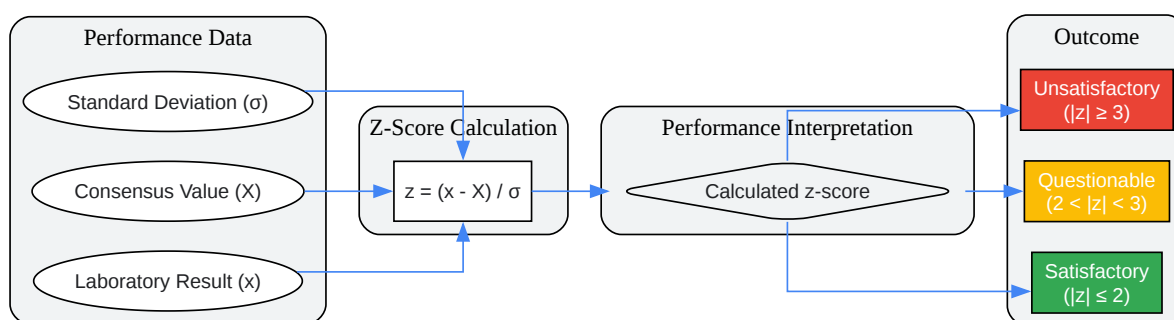 Performance Data
Standard Deviation (σ)
Consensus Value (X)
Laboratory Result (x)
Z-Score Calculation
z = (x - X) / σ
Performance Interpretation
Calculated z-score
Outcome
Unsatisfactory
(|z| ≥ 3)
Questionable
(2 < |z| < 3)
Satisfactory
(|z| ≤ 2)